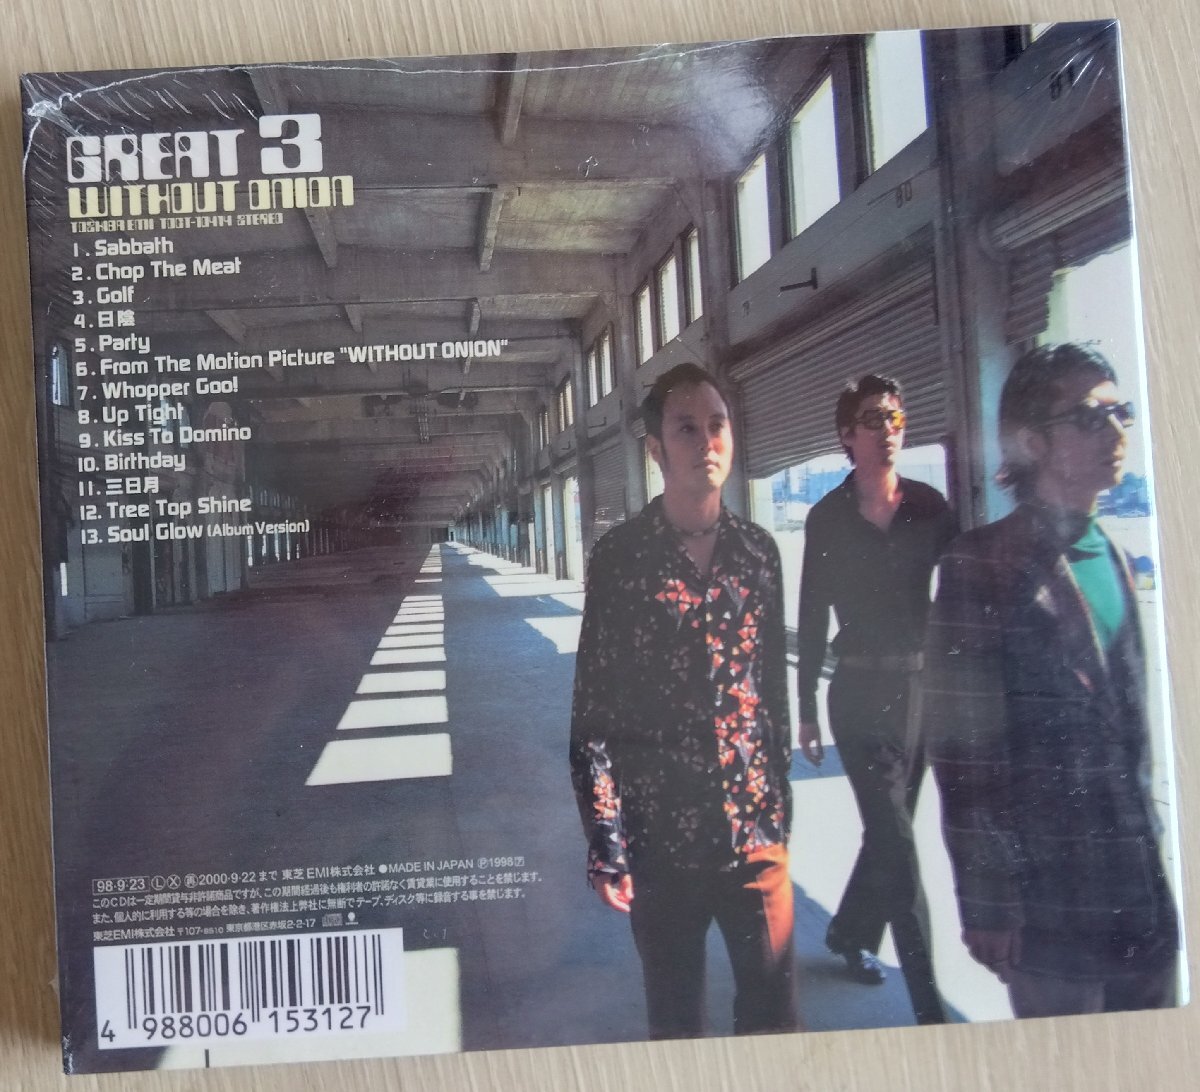 GREAT 3
WITHOUT ONION
TOSHIBA EMI TOCT-10414 STEREO
1. Sabbath
2. Chop The Meat
3. Golf
4. 日陰
5. Party
6. From The Motion Picture "WITHOUT ONION"
7. Whopper Goo!
8. Up Tight
9. Kiss To Domino
10. Birthday
11. 三日月
12. Tree Top Shine
13. Soul Glow (Album Version)
81
80
98・9・23 Ⓛ Ⓧ ㊂2000・9・22 まで 東芝EMI株式会社 ●MADE IN JAPAN Ⓟ1998
このCDは一定期間貸与非許諾商品ですが、この期間経過後も権利者の許諾なく賃貸業に使用することを禁じます。
また、個人的に利用する等の場合を除き、著作権法上弊社に無断でテープ、ディスク等に録音する事を禁じます。
東芝EMI株式会社 〒107-8510 東京都港区赤坂2-2-17
4 988006 153127